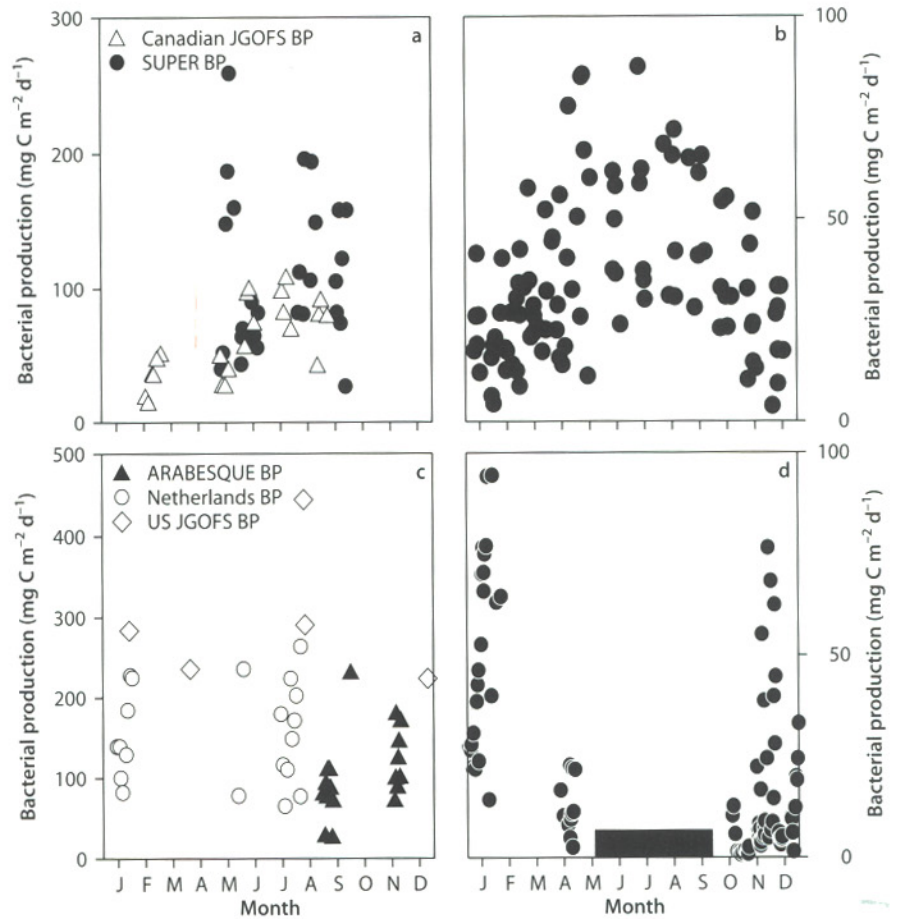 300
200
100
0
Bacterial production (mg C m⁻² d⁻¹)
Canadian JGOFS BP
SUPER BP
a
b
100
50
0
Bacterial production (mg C m⁻² d⁻¹)
500
400
300
200
100
0
Bacterial production (mg C m⁻² d⁻¹)
ARABESQUE BP
Netherlands BP
US JGOFS BP
c
J F M A M J J A S O N D
Month
d
100
50
0
Bacterial production (mg C m⁻² d⁻¹)
J F M A M J J A S O N D
Month